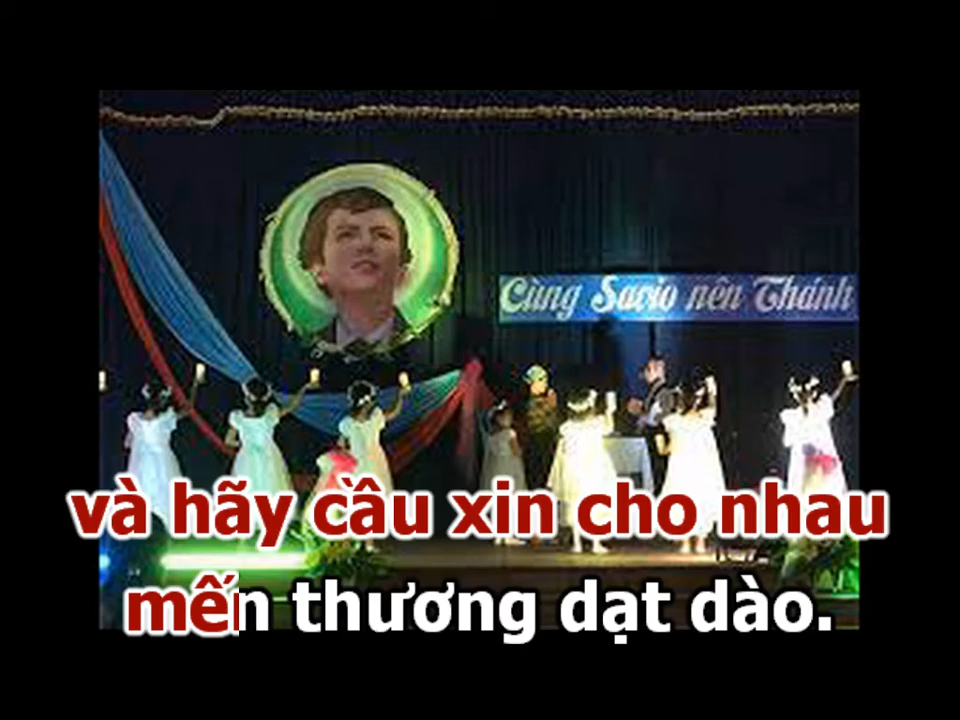 Cùng Savio nên Thánh
và hãy cầu xin cho nhau
mến thương dạt dào.